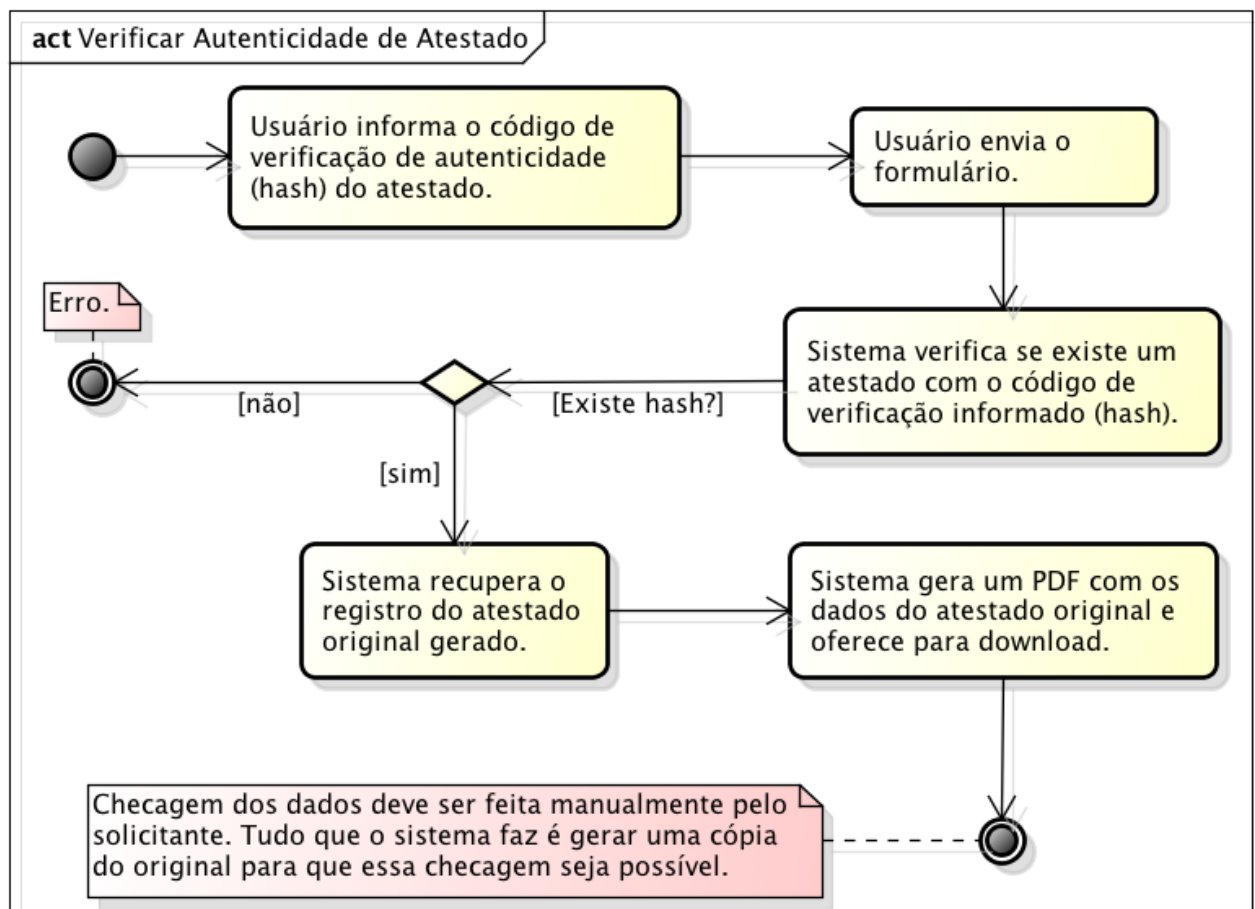 act Verificar Autenticidade de Atestado
Usuário informa o código de
verificação de autenticidade
(hash) do atestado.
Usuário envia o
formulário.
Erro.
Sistema verifica se existe um
atestado com o código de
verificação informado (hash).
[Existe hash?]
[não]
[sim]
Sistema recupera o
registro do atestado
original gerado.
Sistema gera um PDF com os
dados do atestado original e
oferece para download.
Checagem dos dados deve ser feita manualmente pelo
solicitante. Tudo que o sistema faz é gerar uma cópia
do original para que essa checagem seja possível.